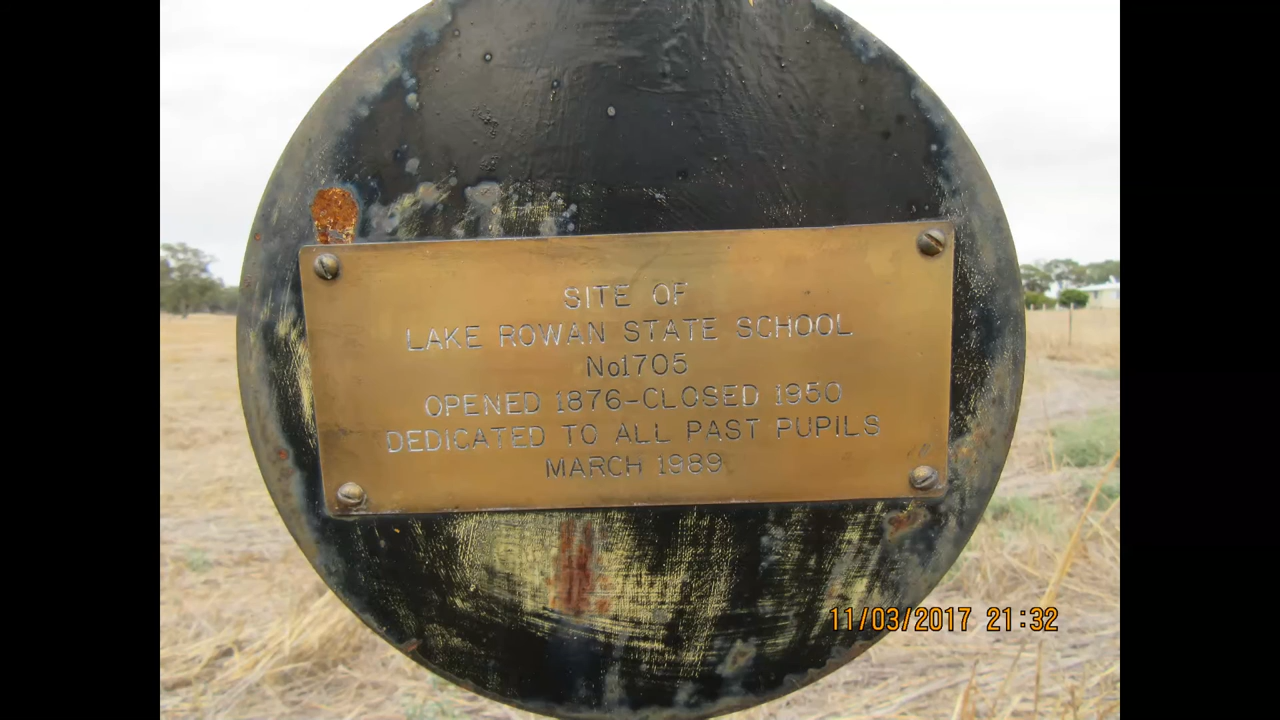 SITE OF
LAKE ROWAN STATE SCHOOL
No1705
OPENED 1876-CLOSED 1950
DEDICATED TO ALL PAST PUPILS
MARCH 1989
11/03/2017 21:32